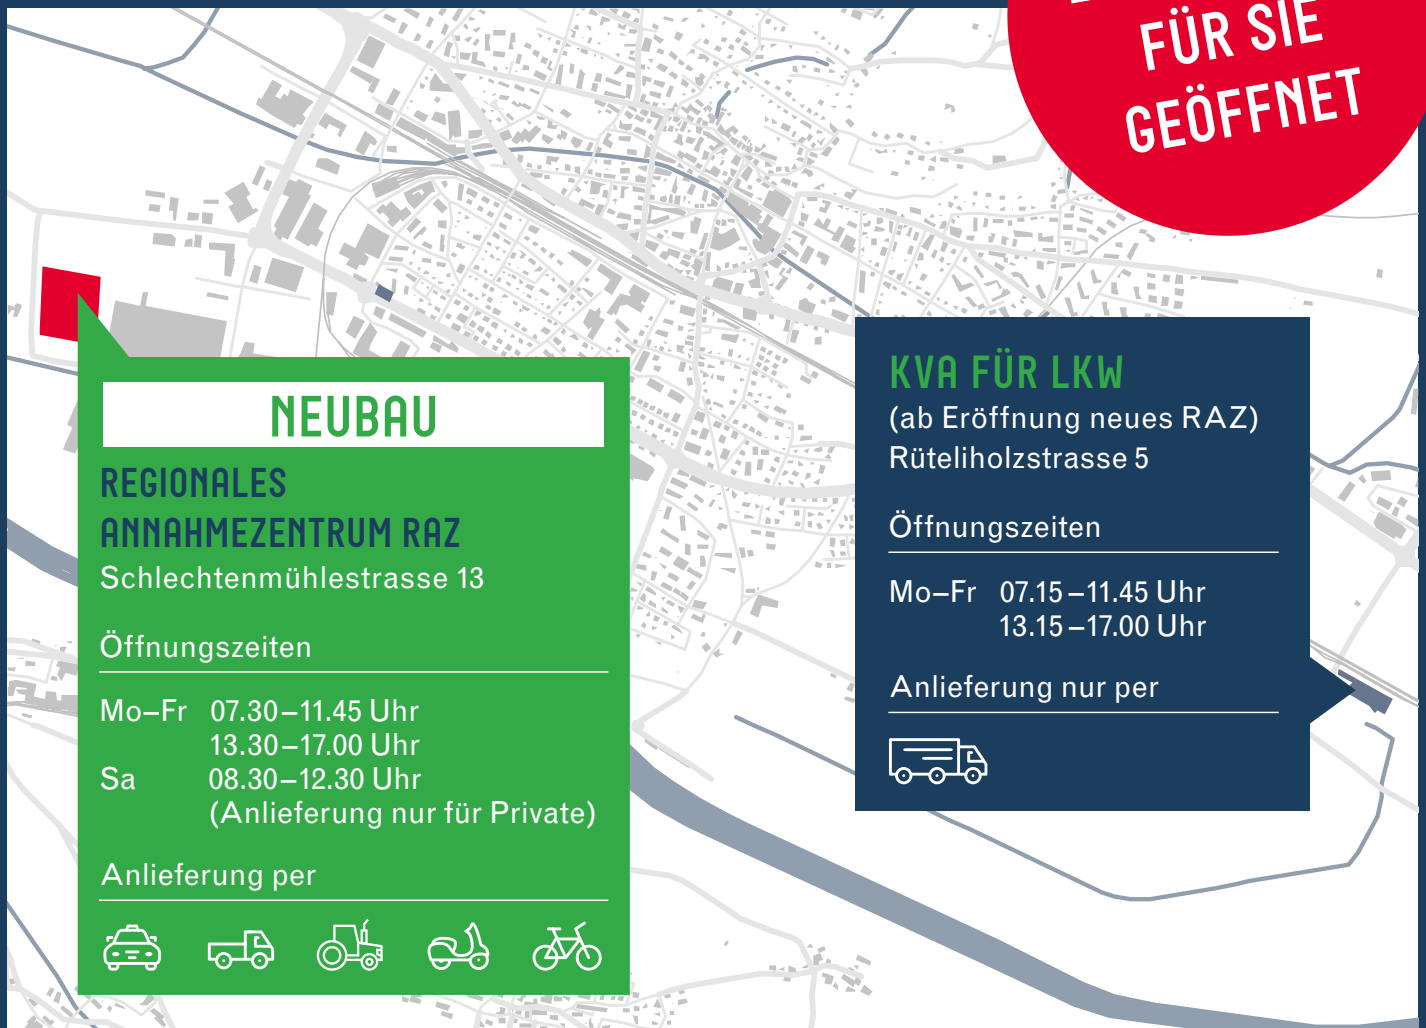 FÜR SIE
GEÖFFNET
NEUBAU
REGIONALES
ANNAHMEZENTRUM RAZ
Schlechtenmühlestrasse 13
Öffnungszeiten
Mo–Fr 07.30–11.45 Uhr
13.30–17.00 Uhr
Sa 08.30–12.30 Uhr
(Anlieferung nur für Private)
Anlieferung per
KVA FÜR LKW
(ab Eröffnung neues RAZ)
Rüteliholzstrasse 5
Öffnungszeiten
Mo–Fr 07.15–11.45 Uhr
13.15–17.00 Uhr
Anlieferung nur per